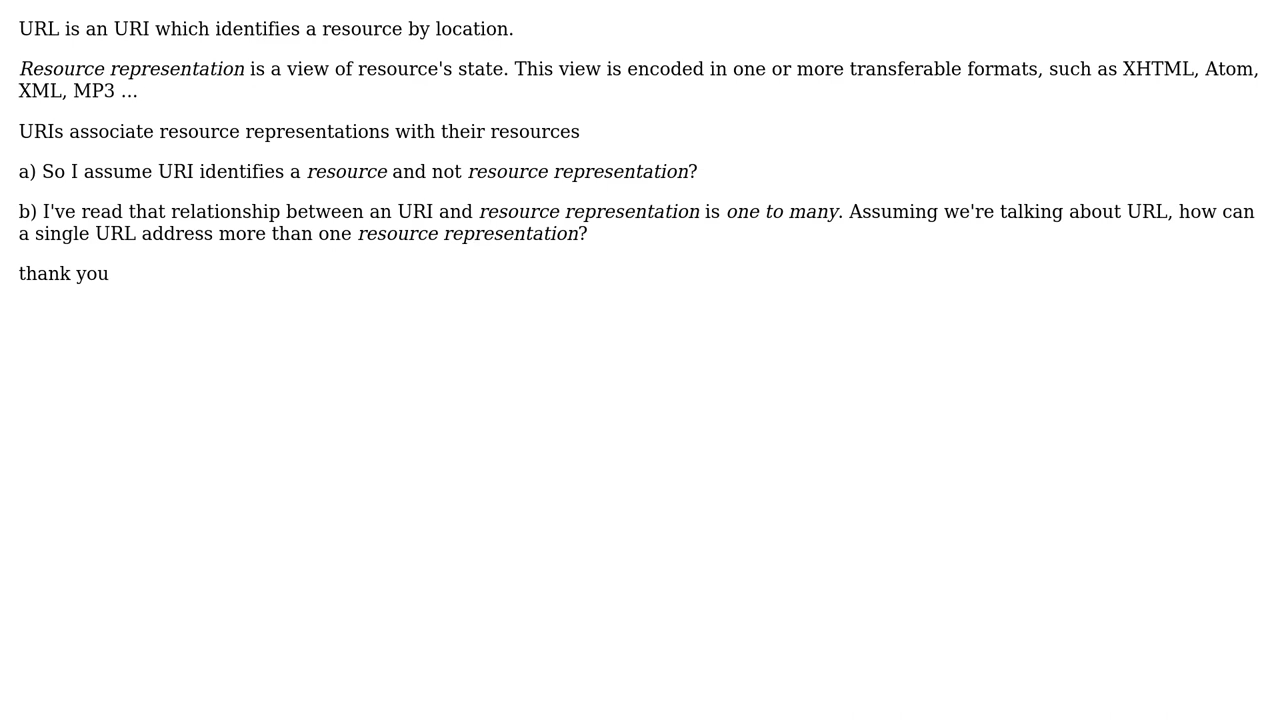 URL is an URI which identifies a resource by location.
Resource representation is a view of resource's state. This view is encoded in one or more transferable formats, such as XHTML, Atom,
XML, MP3 ...
URIs associate resource representations with their resources
a) So I assume URI identifies a resource and not resource representation?
b) I've read that relationship between an URI and resource representation is one to many. Assuming we're talking about URL, how can
a single URL address more than one resource representation?
thank you